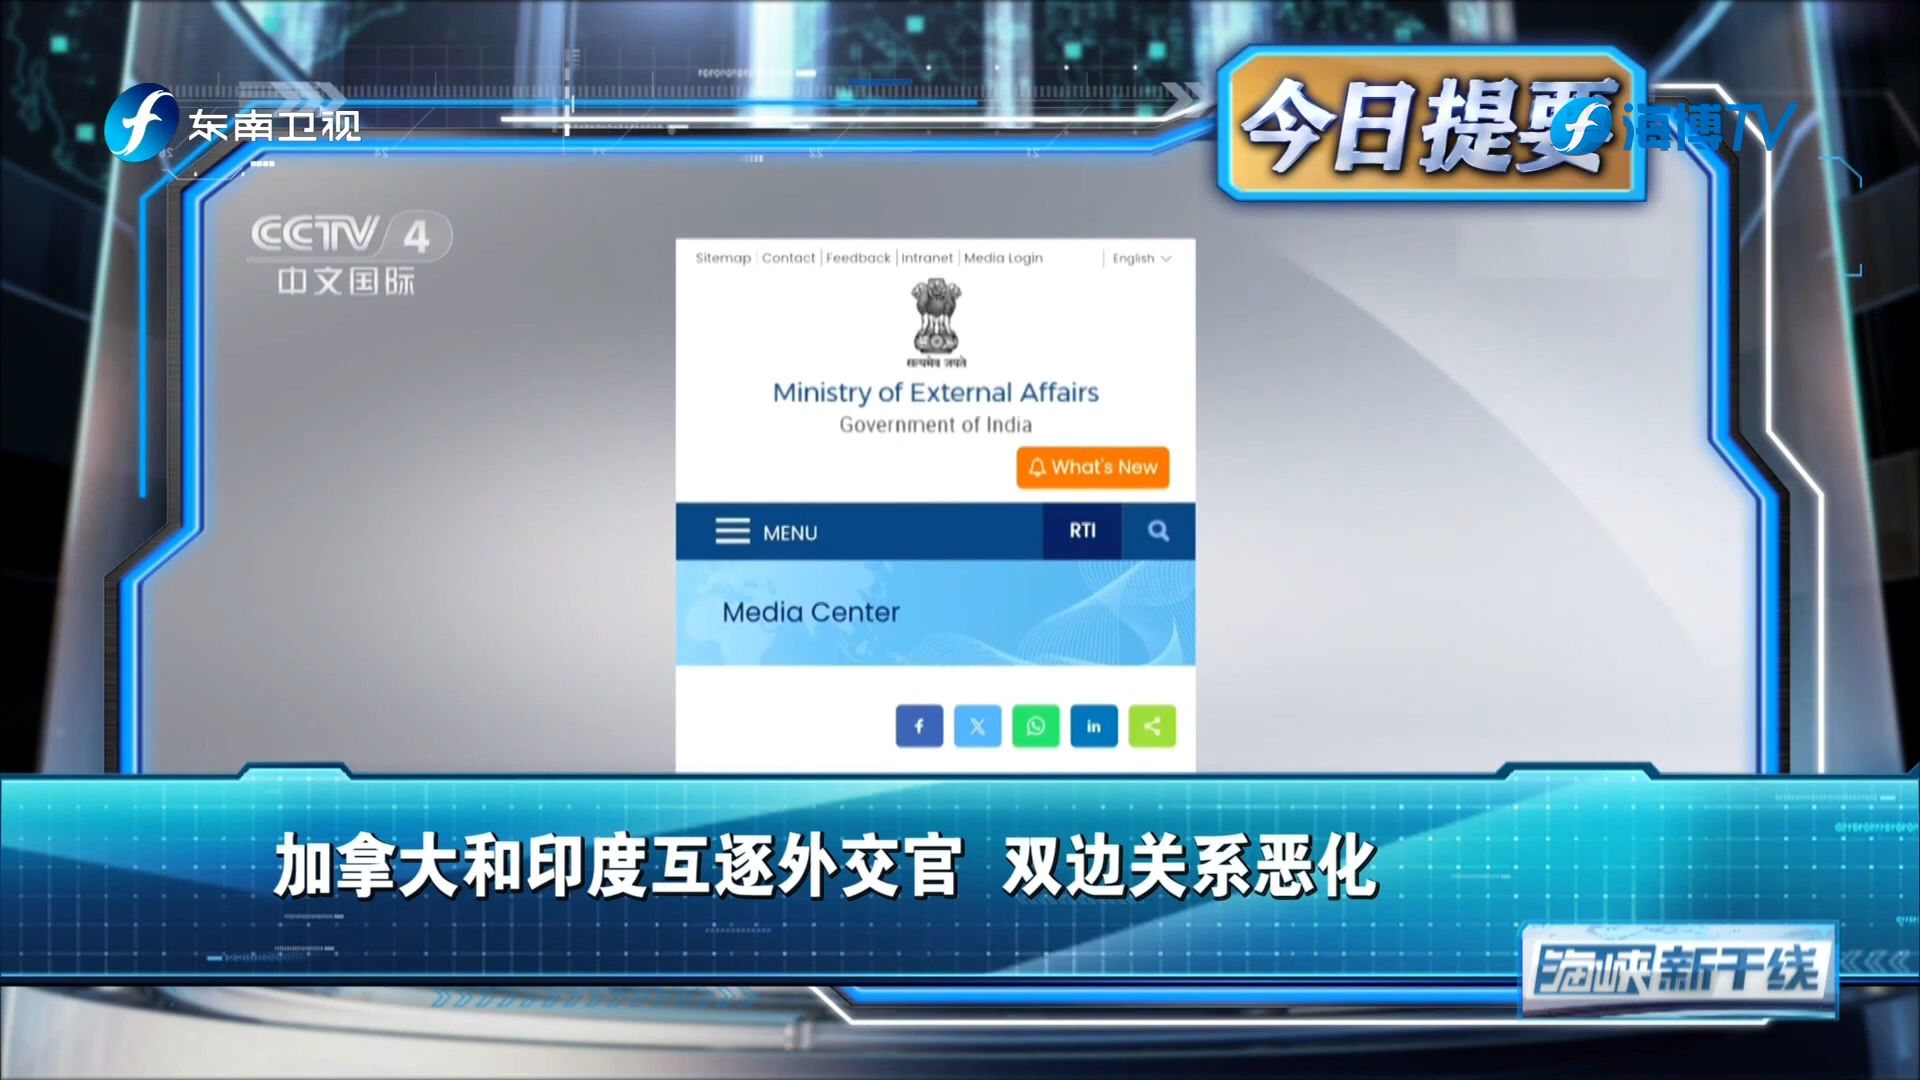 今日提要
东南卫视
海博TV
CCTV 4
中文国际
Sitemap Contact Feedback Intranet Media Login English
सत्यमेव जयते
Ministry of External Affairs
Government of India
What's New
MENU RTI
Media Center
加拿大和印度互逐外交官 双边关系恶化
海峡新干线